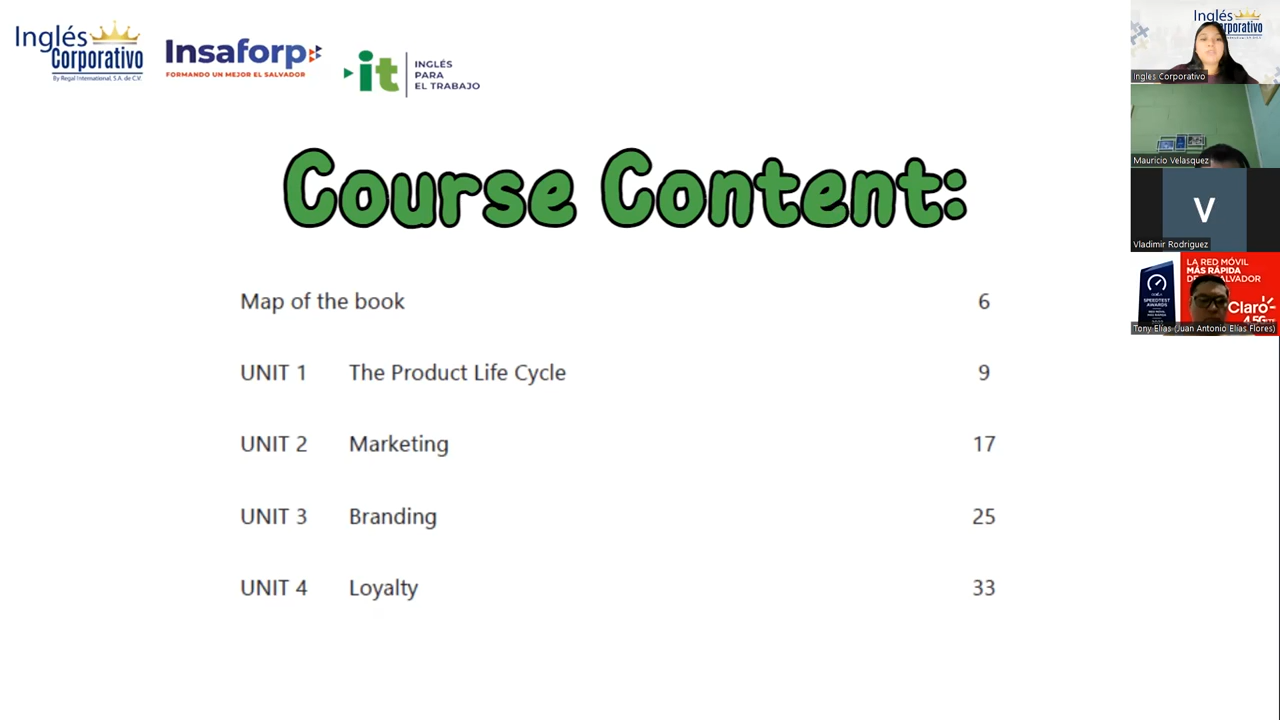 Inglés
Corporativo
By Regal International, S.A. de C.V.
Insaforp
FORMANDO UN MEJOR EL SALVADOR
it
INGLÉS
PARA
EL TRABAJO
Course Content:
Map of the book 6
UNIT 1 The Product Life Cycle 9
UNIT 2 Marketing 17
UNIT 3 Branding 25
UNIT 4 Loyalty 33
Inglés
Corporativo
Ingles Corporativo
Mauricio Velasquez
V
Vladimir Rodriguez
LA RED MÓVIL
MÁS RÁPIDA
SPEEDTEST
AWARDS
Claro
4.5G
Tony Elías (Juan Antonio Elías Flores)